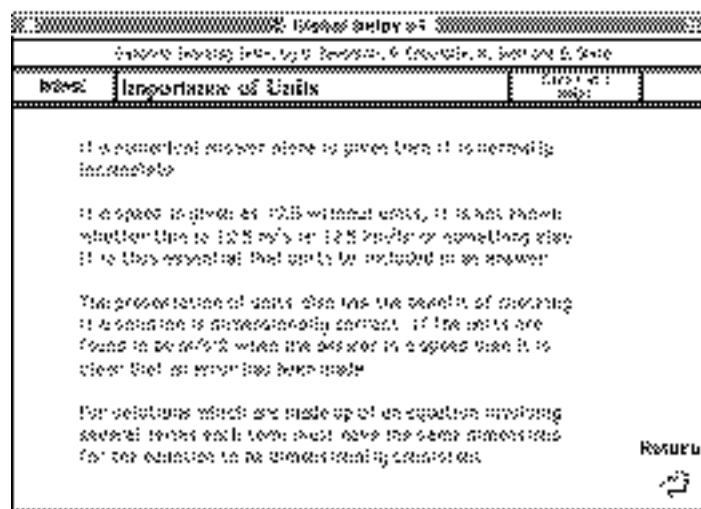 Importance of Units
If a numerical answer alone is given then it is normally
incomplete
If a speed is given as 12.5 without units, it is not known
whether this is 12.5 m/s or 12.5 km/s or something else
It is thus essential that units be included in an answer
The presentation of units also has the benefit of checking
if a solution is dimensionally correct. If the units are
found to be when the answer is a speed then it is
clear that an error has been made
For solutions which are made up of an equation involving
several terms each term must have the same dimensions
for the equation to be dimensionally consistent
Return